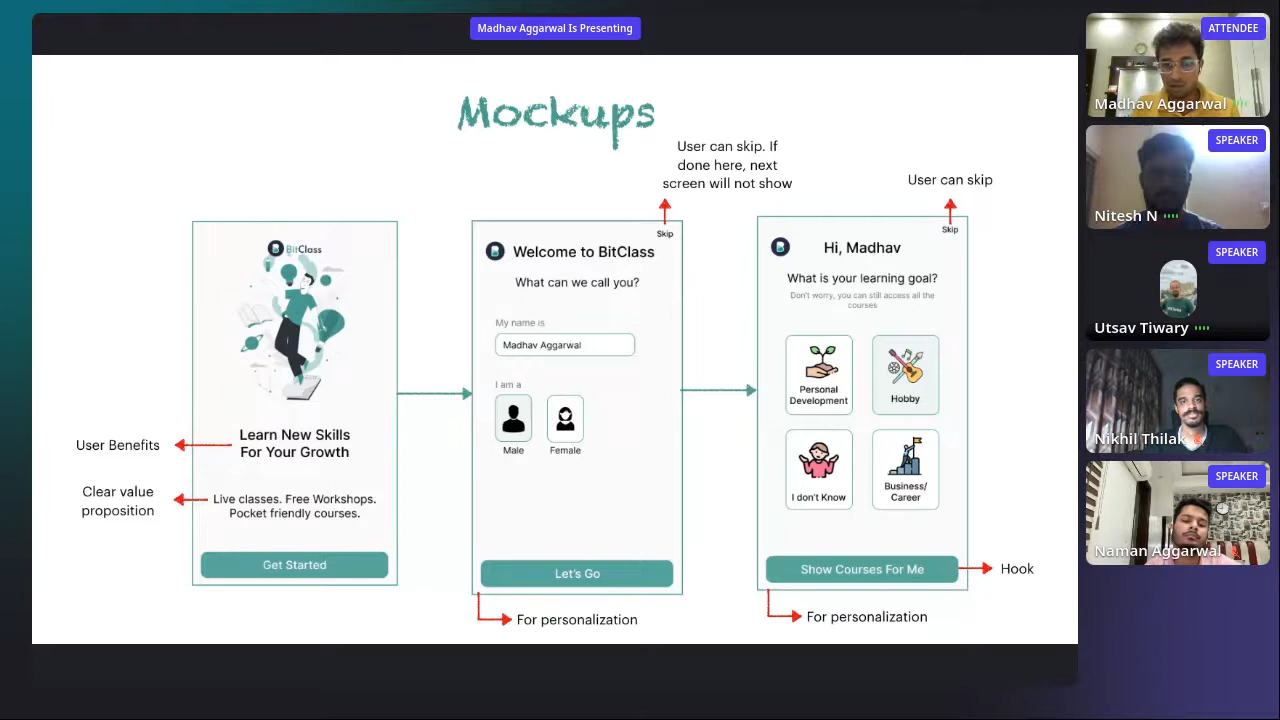 Madhav Aggarwal Is Presenting
Mockups
User can skip. If
done here, next
screen will not show
User can skip
BitClass
Learn New Skills
For Your Growth
Live classes. Free Workshops.
Pocket friendly courses.
Get Started
User Benefits
Clear value
proposition
Skip
Welcome to BitClass
What can we call you?
My name is
Madhav Aggarwal
I am a
Male
Female
Let's Go
For personalization
Skip
Hi, Madhav
What is your learning goal?
Don't worry, you can still access all the
courses
Personal
Development
Hobby
I don't Know
Business/
Career
Show Courses For Me
Hook
For personalization
ATTENDEE
Madhav Aggarwal
SPEAKER
Nitesh N
SPEAKER
Utsav Tiwary
SPEAKER
Nikhil Thilak
SPEAKER
Naman Aggarwal